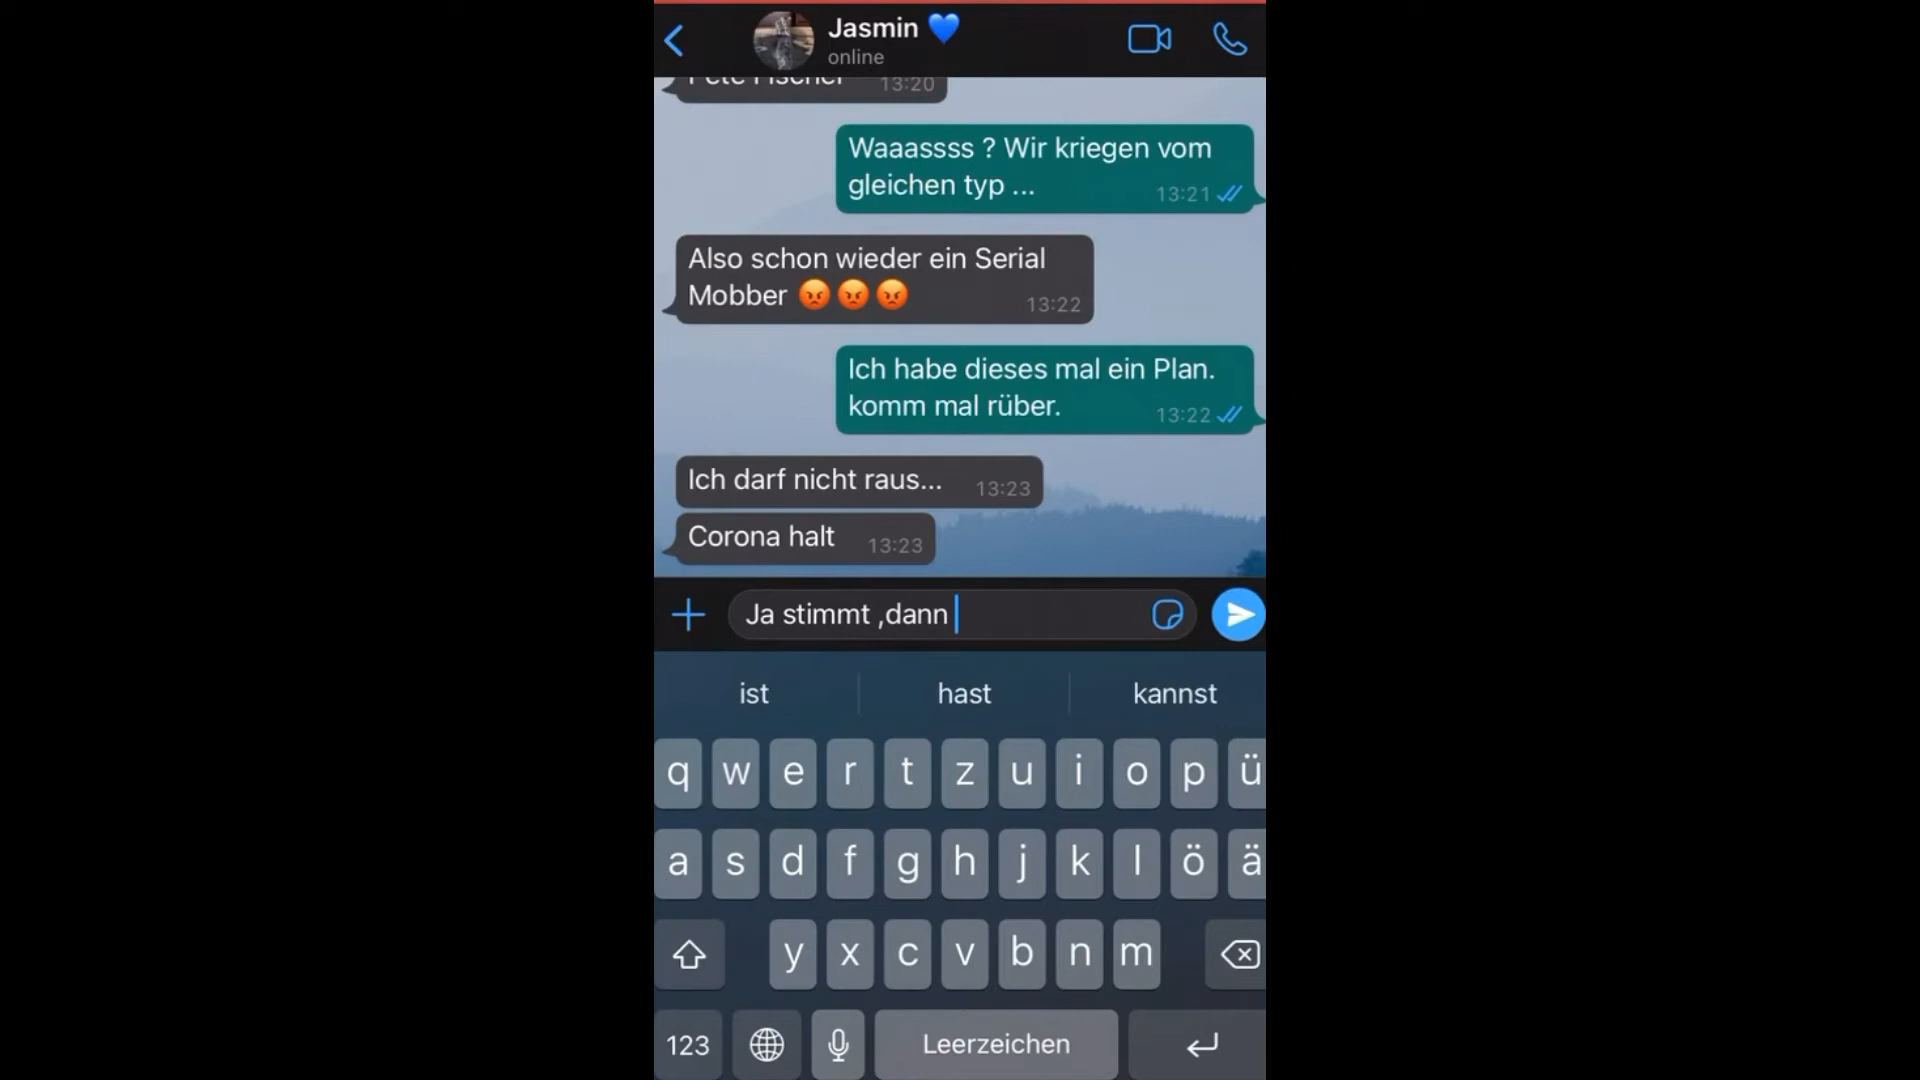 Jasmin 💙
online
Fischer 13:20
Waaassss ? Wir kriegen vom
gleichen typ ... 13:21
Also schon wieder ein Serial
Mobber 😡😡😡 13:22
Ich habe dieses mal ein Plan.
komm mal rüber. 13:22
Ich darf nicht raus... 13:23
Corona halt 13:23
Ja stimmt ,dann
ist hast kannst
q w e r t z u i o p ü
a s d f g h j k l ö ä
y x c v b n m
123 Leerzeichen